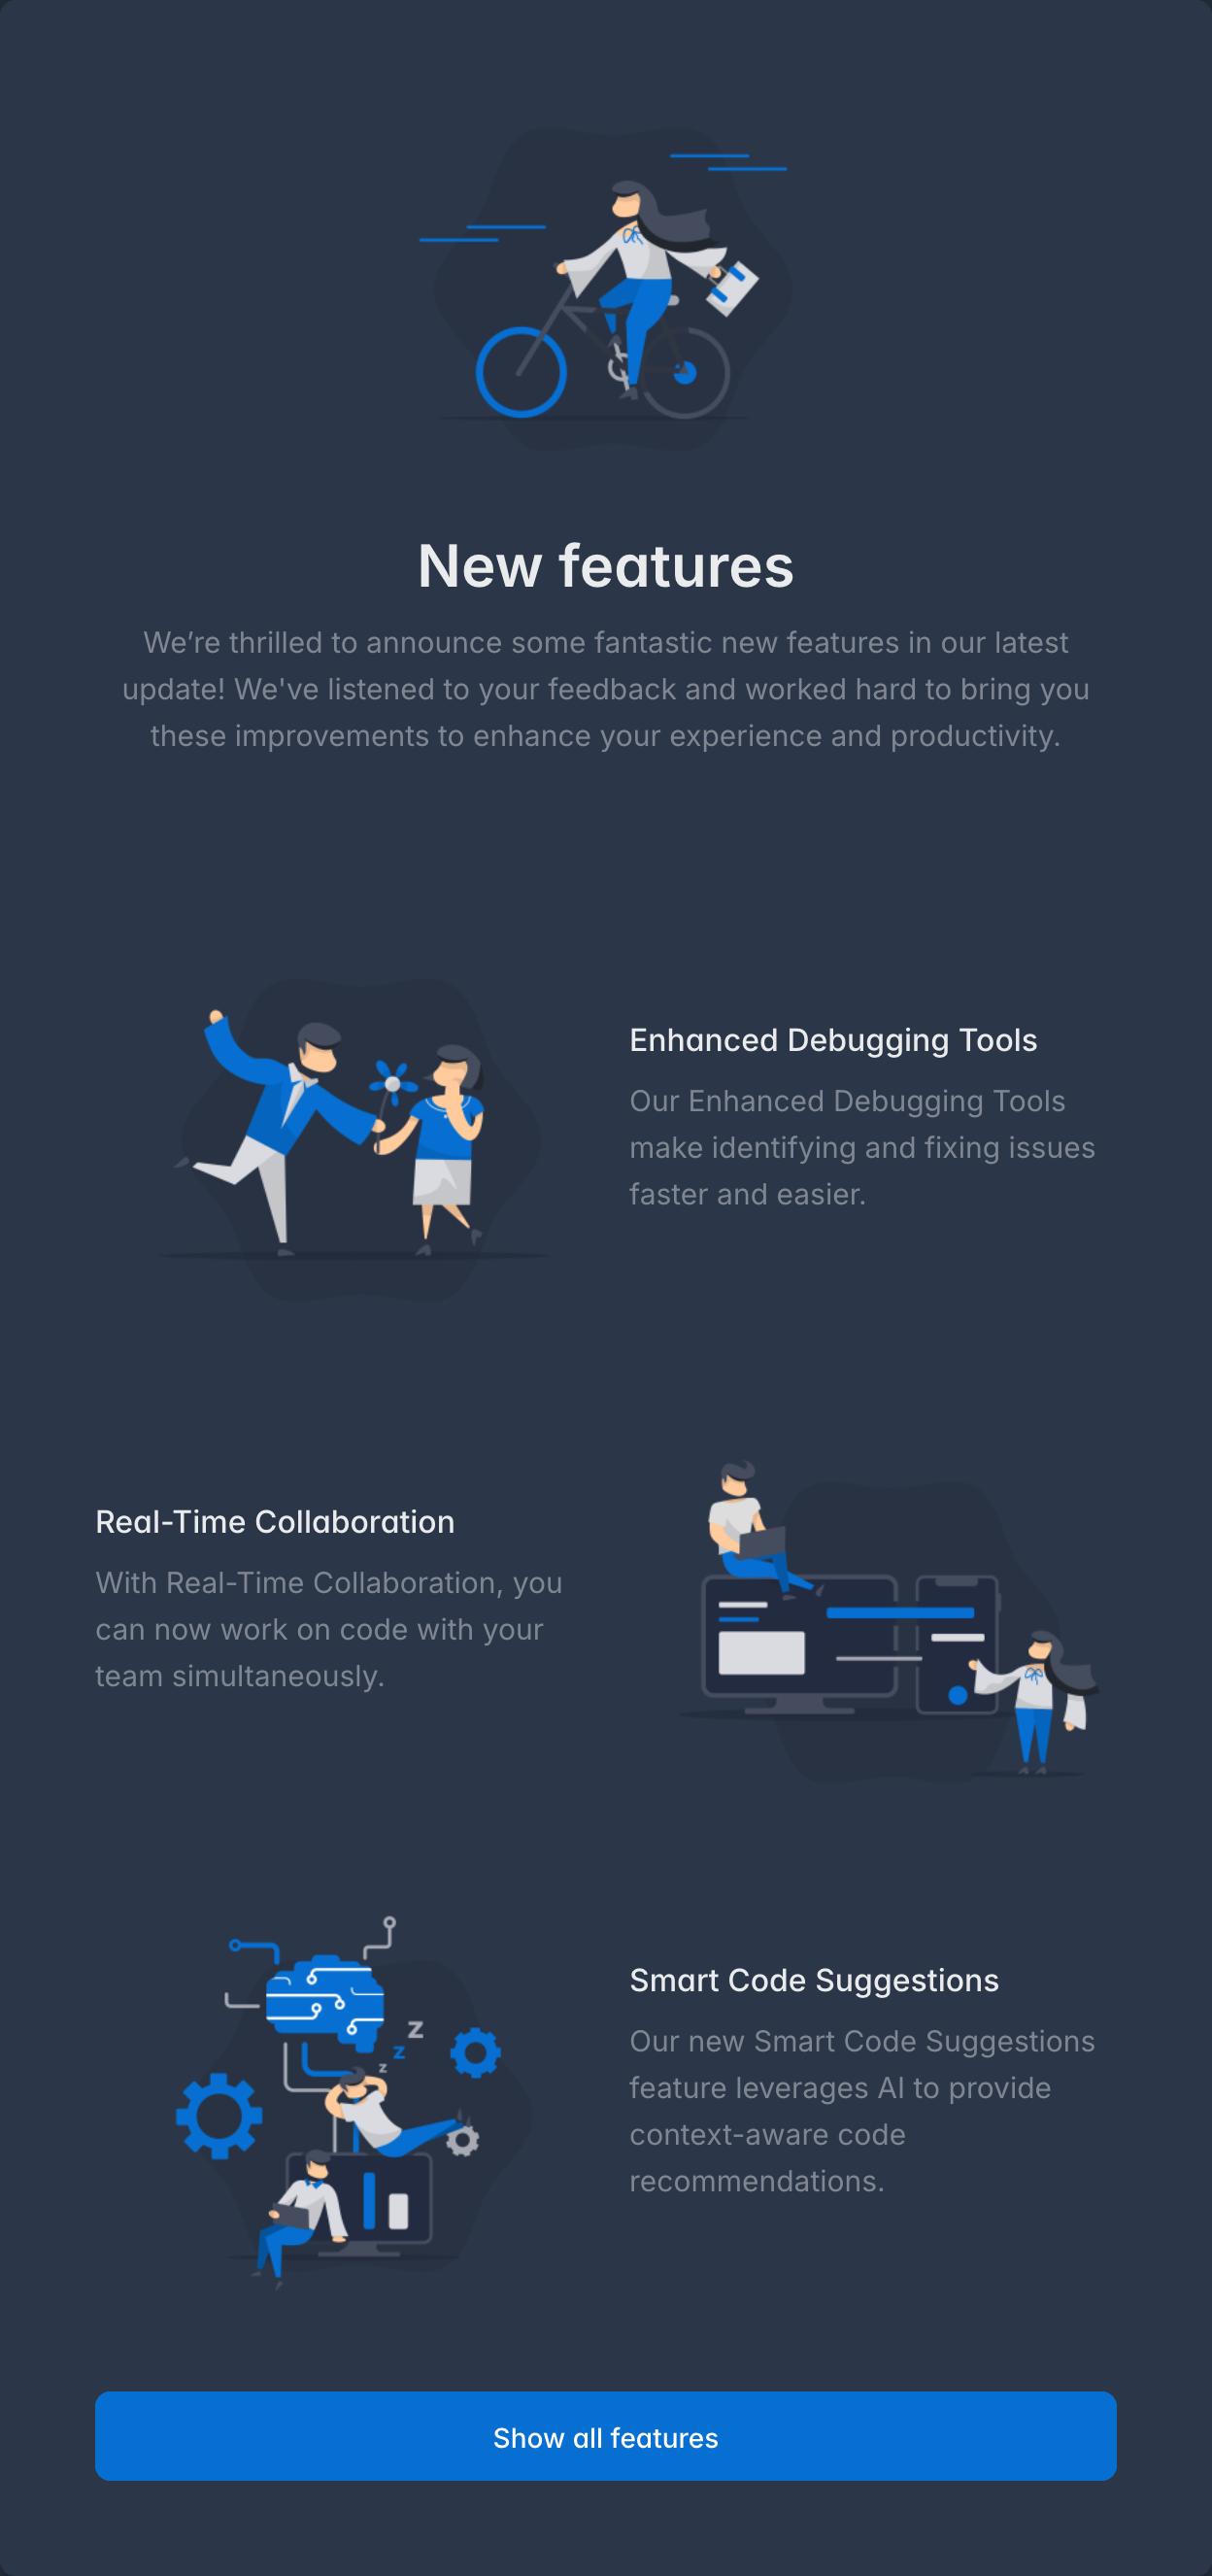 New features
We’re thrilled to announce some fantastic new features in our latest
update! We've listened to your feedback and worked hard to bring you
these improvements to enhance your experience and productivity.
Enhanced Debugging Tools
Our Enhanced Debugging Tools
make identifying and fixing issues
faster and easier.
Real-Time Collaboration
With Real-Time Collaboration, you
can now work on code with your
team simultaneously.
z
z
z
Smart Code Suggestions
Our new Smart Code Suggestions
feature leverages AI to provide
context-aware code
recommendations.
Show all features